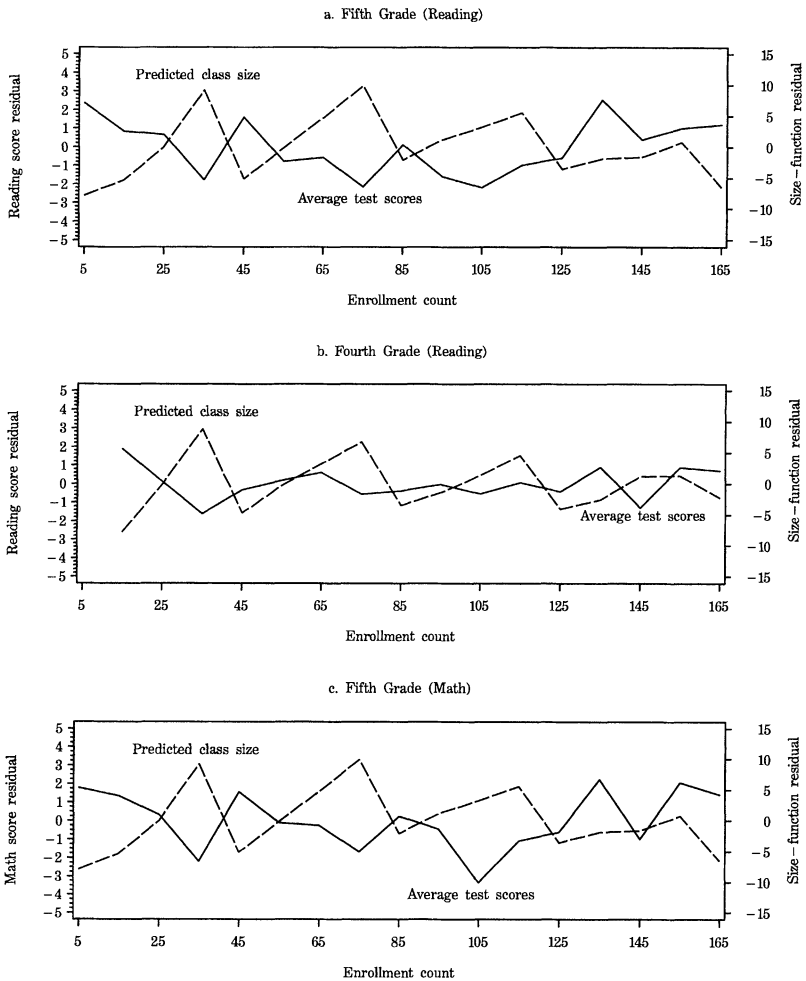 a. Fifth Grade (Reading)
5
4
3
2
1
0
−1
−2
−3
−4
−5
Reading score residual
Predicted class size
Average test scores
15
10
5
0
−5
−10
−15
Size−function residual
5 25 45 65 85 105 125 145 165
Enrollment count
b. Fourth Grade (Reading)
5
4
3
2
1
0
−1
−2
−3
−4
−5
Reading score residual
Predicted class size
Average test scores
15
10
5
0
−5
−10
−15
Size−function residual
5 25 45 65 85 105 125 145 165
Enrollment count
c. Fifth Grade (Math)
5
4
3
2
1
0
−1
−2
−3
−4
−5
Math score residual
Predicted class size
Average test scores
15
10
5
0
−5
−10
−15
Size−function residual
5 25 45 65 85 105 125 145 165
Enrollment count